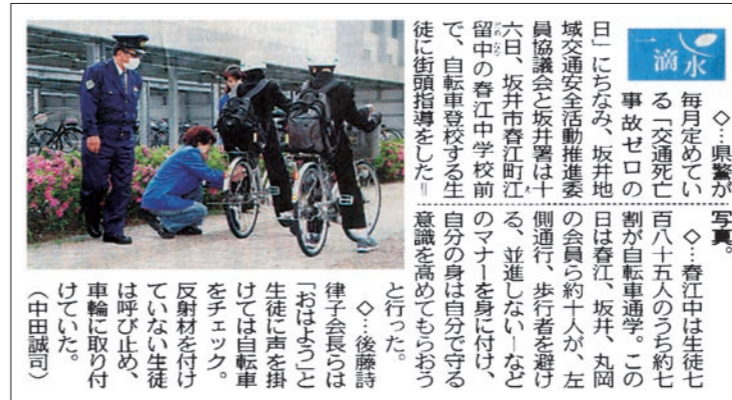 一滴水
◇…県警が
毎月定めてい
る「交通死亡
事故ゼロの
日」にちなみ、坂井地
域交通安全活動推進委
員協議会と坂井署は十
六日、坂井市春江町江
留中の春江中学校前
で、自転車登校する生
徒に街頭指導をした＝
写真。
◇…春江中は生徒七
百八十五人のうち約七
割が自転車通学。この
日は春江、坂井、丸岡
の会員ら約十人が、左
側通行、歩行者を避け
る、並進しない―など
のマナーを身に付け、
自分の身は自分で守る
意識を高めてもらおう
と行った。
◇…後藤詩
律子会長らは
「おはよう」と
生徒に声を掛
けては自転車
をチェック。
反射材を付け
ていない生徒
は呼び止め、
車輪に取り付
けていた。
（中田誠司）